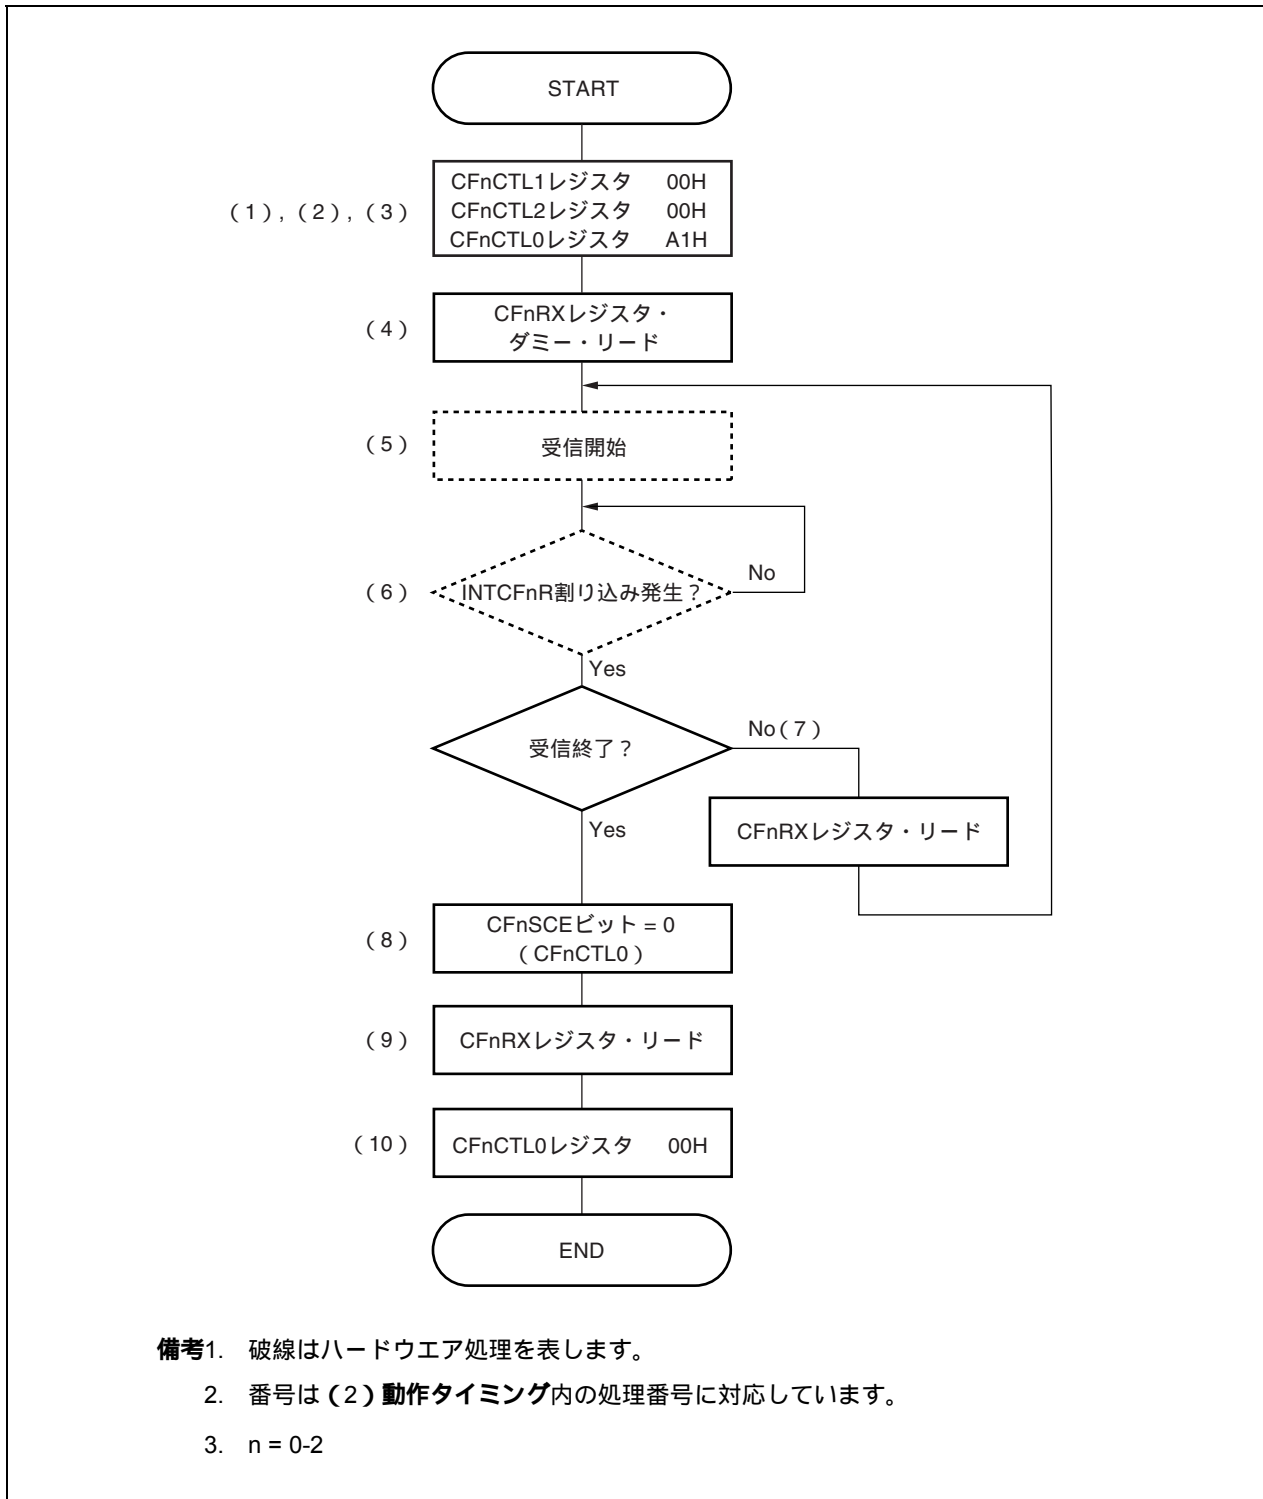 START
(1), (2), (3)
CFnCTL1レジスタ 00H
CFnCTL2レジスタ 00H
CFnCTL0レジスタ A1H
(4)
CFnRXレジスタ・
ダミー・リード
(5)
受信開始
(6)
INTCFnR割り込み発生？
No
Yes
受信終了？
No(7)
CFnRXレジスタ・リード
Yes
(8)
CFnSCEビット = 0
(CFnCTL0)
(9)
CFnRXレジスタ・リード
(10)
CFnCTL0レジスタ 00H
END
備考1. 破線はハードウエア処理を表します。
2. 番号は(2)動作タイミング内の処理番号に対応しています。
3. n = 0-2